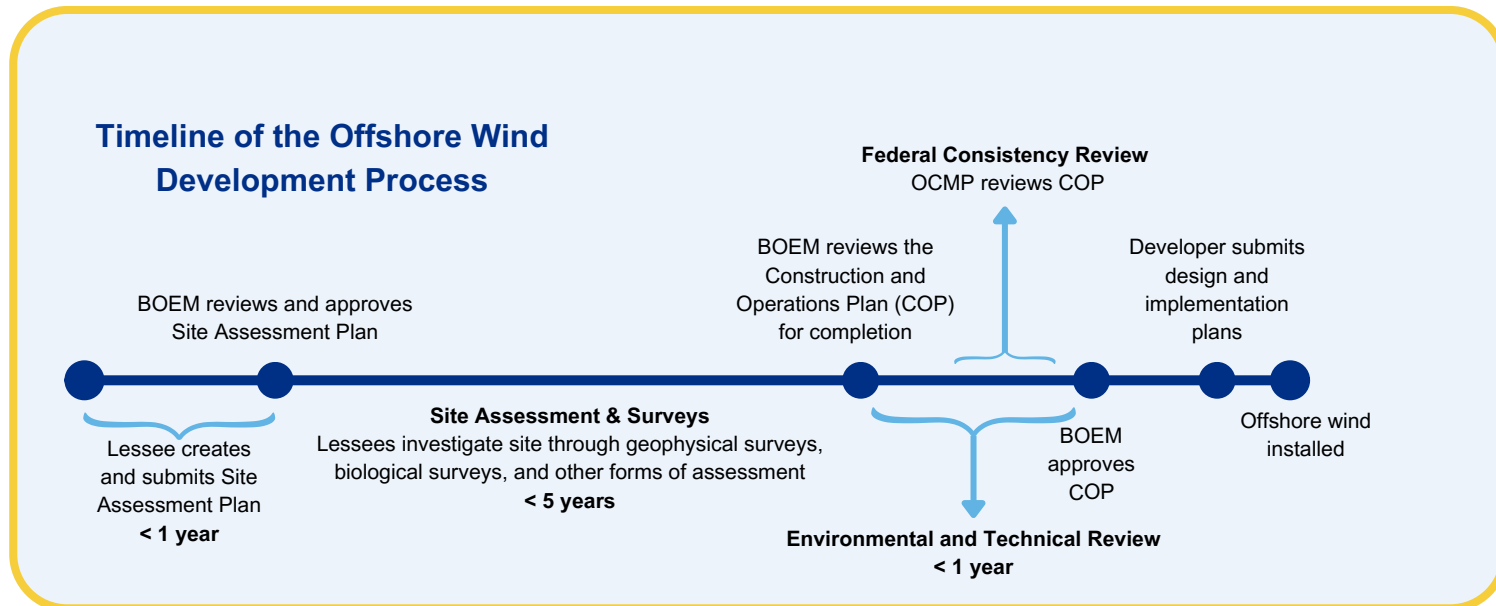 Timeline of the Offshore Wind
Development Process
Federal Consistency Review
OCMP reviews COP
BOEM reviews and approves
Site Assessment Plan
BOEM reviews the
Construction and
Operations Plan (COP)
for completion
Developer submits
design and
implementation
plans
Lessee creates
and submits Site
Assessment Plan
< 1 year
Site Assessment & Surveys
Lessees investigate site through geophysical surveys,
biological surveys, and other forms of assessment
< 5 years
BOEM
approves
COP
Offshore wind
installed
Environmental and Technical Review
< 1 year